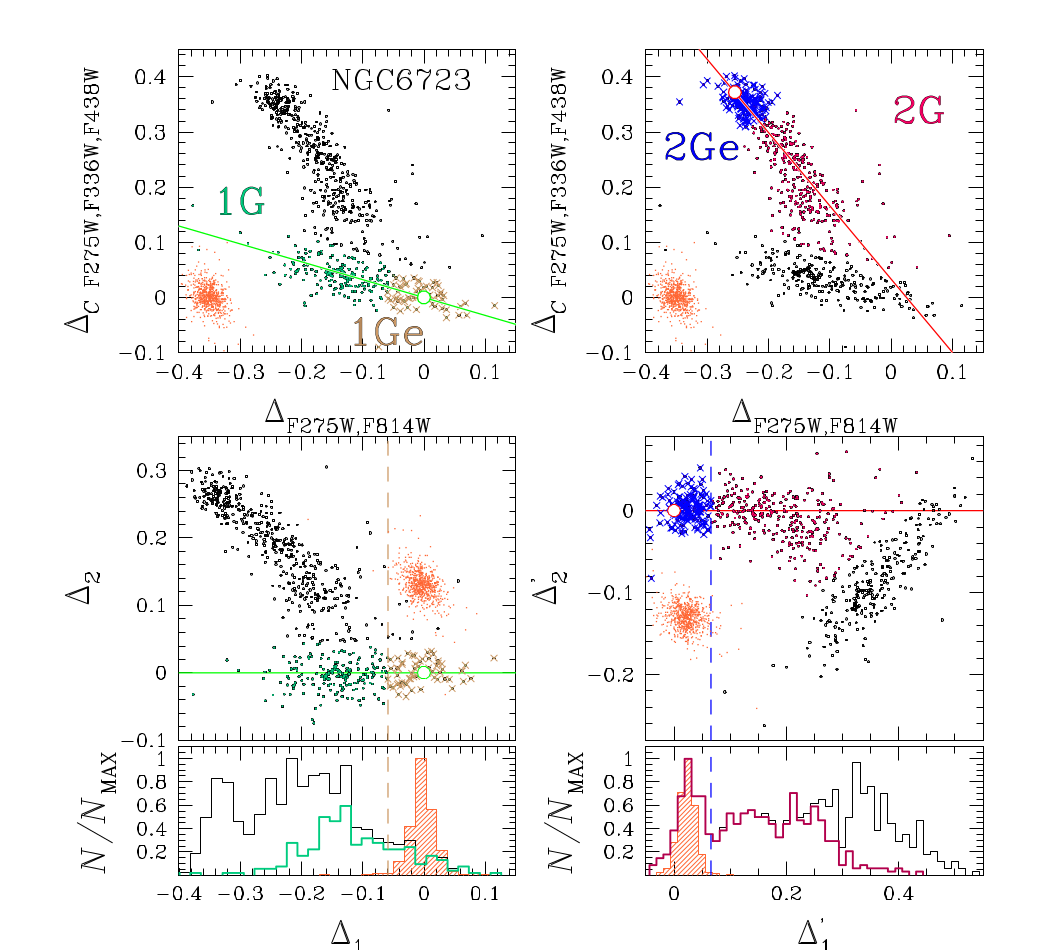 NGC6723
1G
1Ge
Δ_C F275W,F336W,F438W
0.4
0.3
0.2
0.1
0
−0.1
−0.4 −0.3 −0.2 −0.1 0 0.1
Δ_F275W,F814W
2G
2Ge
Δ_C F275W,F336W,F438W
0.4
0.3
0.2
0.1
0
−0.1
−0.4 −0.3 −0.2 −0.1 0 0.1
Δ_F275W,F814W
Δ_2
0.3
0.2
0.1
0
−0.1
Δ'_2
0
−0.1
−0.2
N/N_MAX
1
0.8
0.6
0.4
0.2
−0.4 −0.3 −0.2 −0.1 0 0.1
Δ_1
N/N_MAX
1
0.8
0.6
0.4
0.2
0 0.2 0.4
Δ'_1